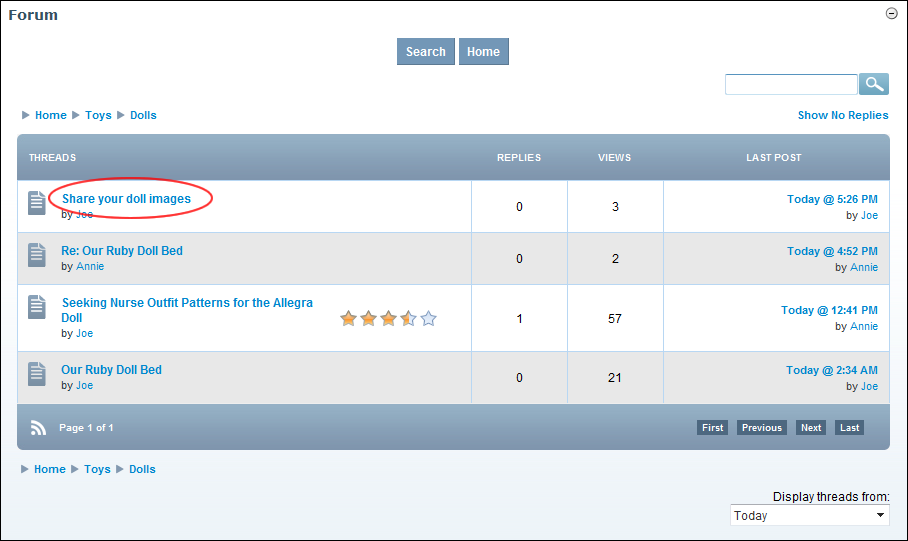 Forum
Search Home
Home Toys Dolls Show No Replies
THREADS REPLIES VIEWS LAST POST
Share your doll images 0 3 Today @ 5:26 PM
by Joe by Joe
Re: Our Ruby Doll Bed 0 2 Today @ 4:52 PM
by Annie by Annie
Seeking Nurse Outfit Patterns for the Allegra
Doll 1 57 Today @ 12:41 PM
by Joe by Annie
Our Ruby Doll Bed 0 21 Today @ 2:34 AM
by Joe by Joe
Page 1 of 1 First Previous Next Last
Home Toys Dolls
Display threads from:
Today